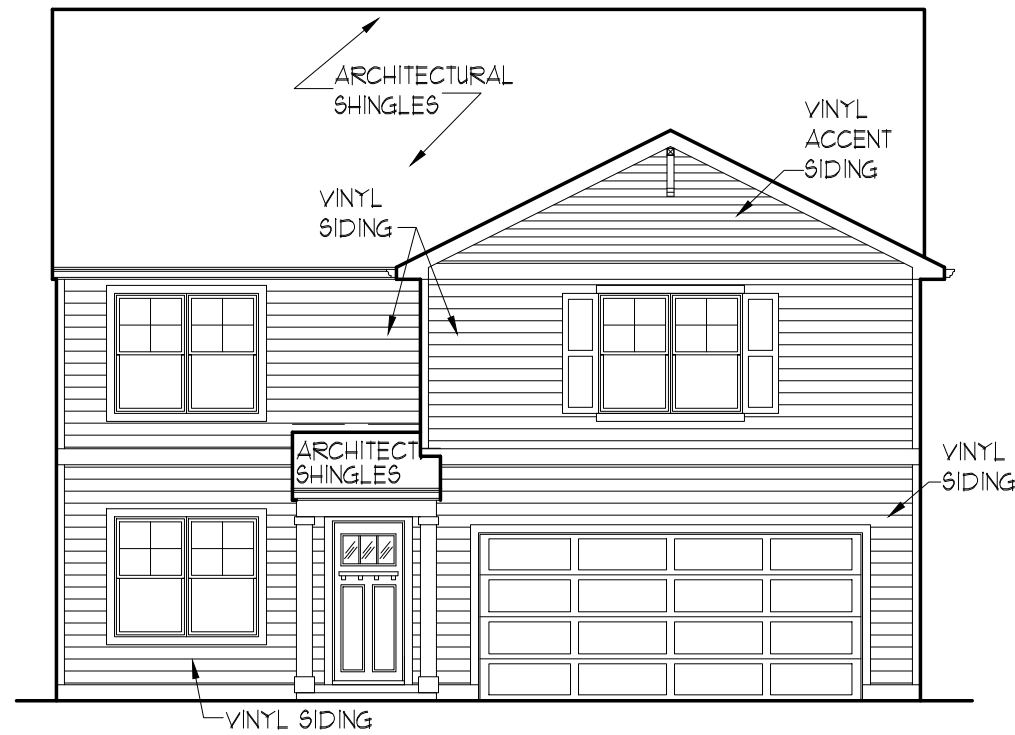 ARCHITECTURAL
SHINGLES
VINYL
ACCENT
SIDING
VINYL
SIDING
ARCHITECT
SHINGLES
VINYL
SIDING
VINYL SIDING